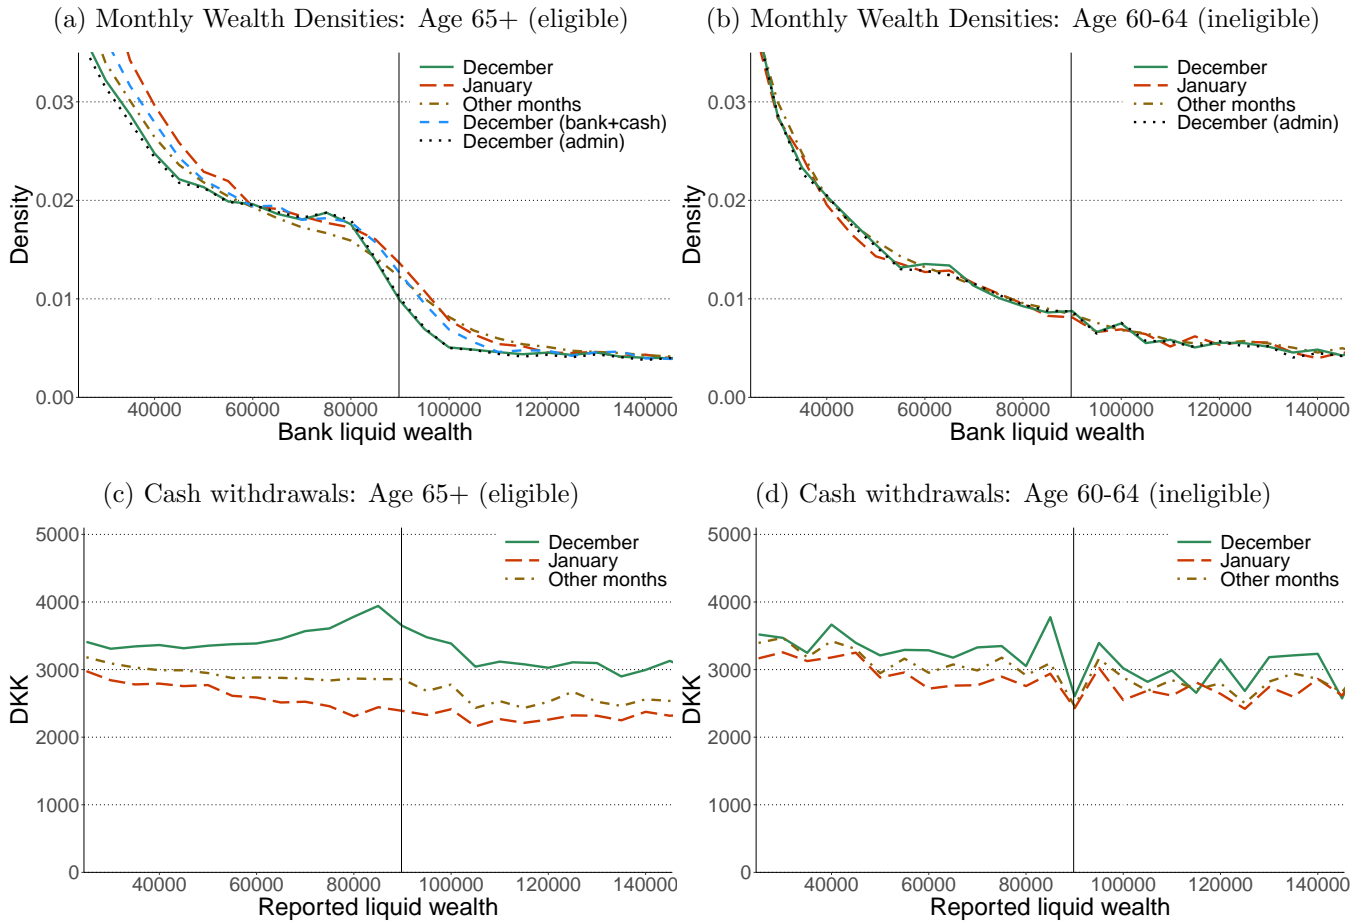 (a) Monthly Wealth Densities: Age 65+ (eligible)
December
January
Other months
December (bank+cash)
December (admin)
Density
0.03
0.02
0.01
0.00
40000 60000 80000 100000 120000 140000
Bank liquid wealth
(b) Monthly Wealth Densities: Age 60-64 (ineligible)
December
January
Other months
December (admin)
Density
0.03
0.02
0.01
0.00
40000 60000 80000 100000 120000 140000
Bank liquid wealth
(c) Cash withdrawals: Age 65+ (eligible)
December
January
Other months
DKK
5000
4000
3000
2000
1000
0
40000 60000 80000 100000 120000 140000
Reported liquid wealth
(d) Cash withdrawals: Age 60-64 (ineligible)
December
January
Other months
DKK
5000
4000
3000
2000
1000
0
40000 60000 80000 100000 120000 140000
Reported liquid wealth